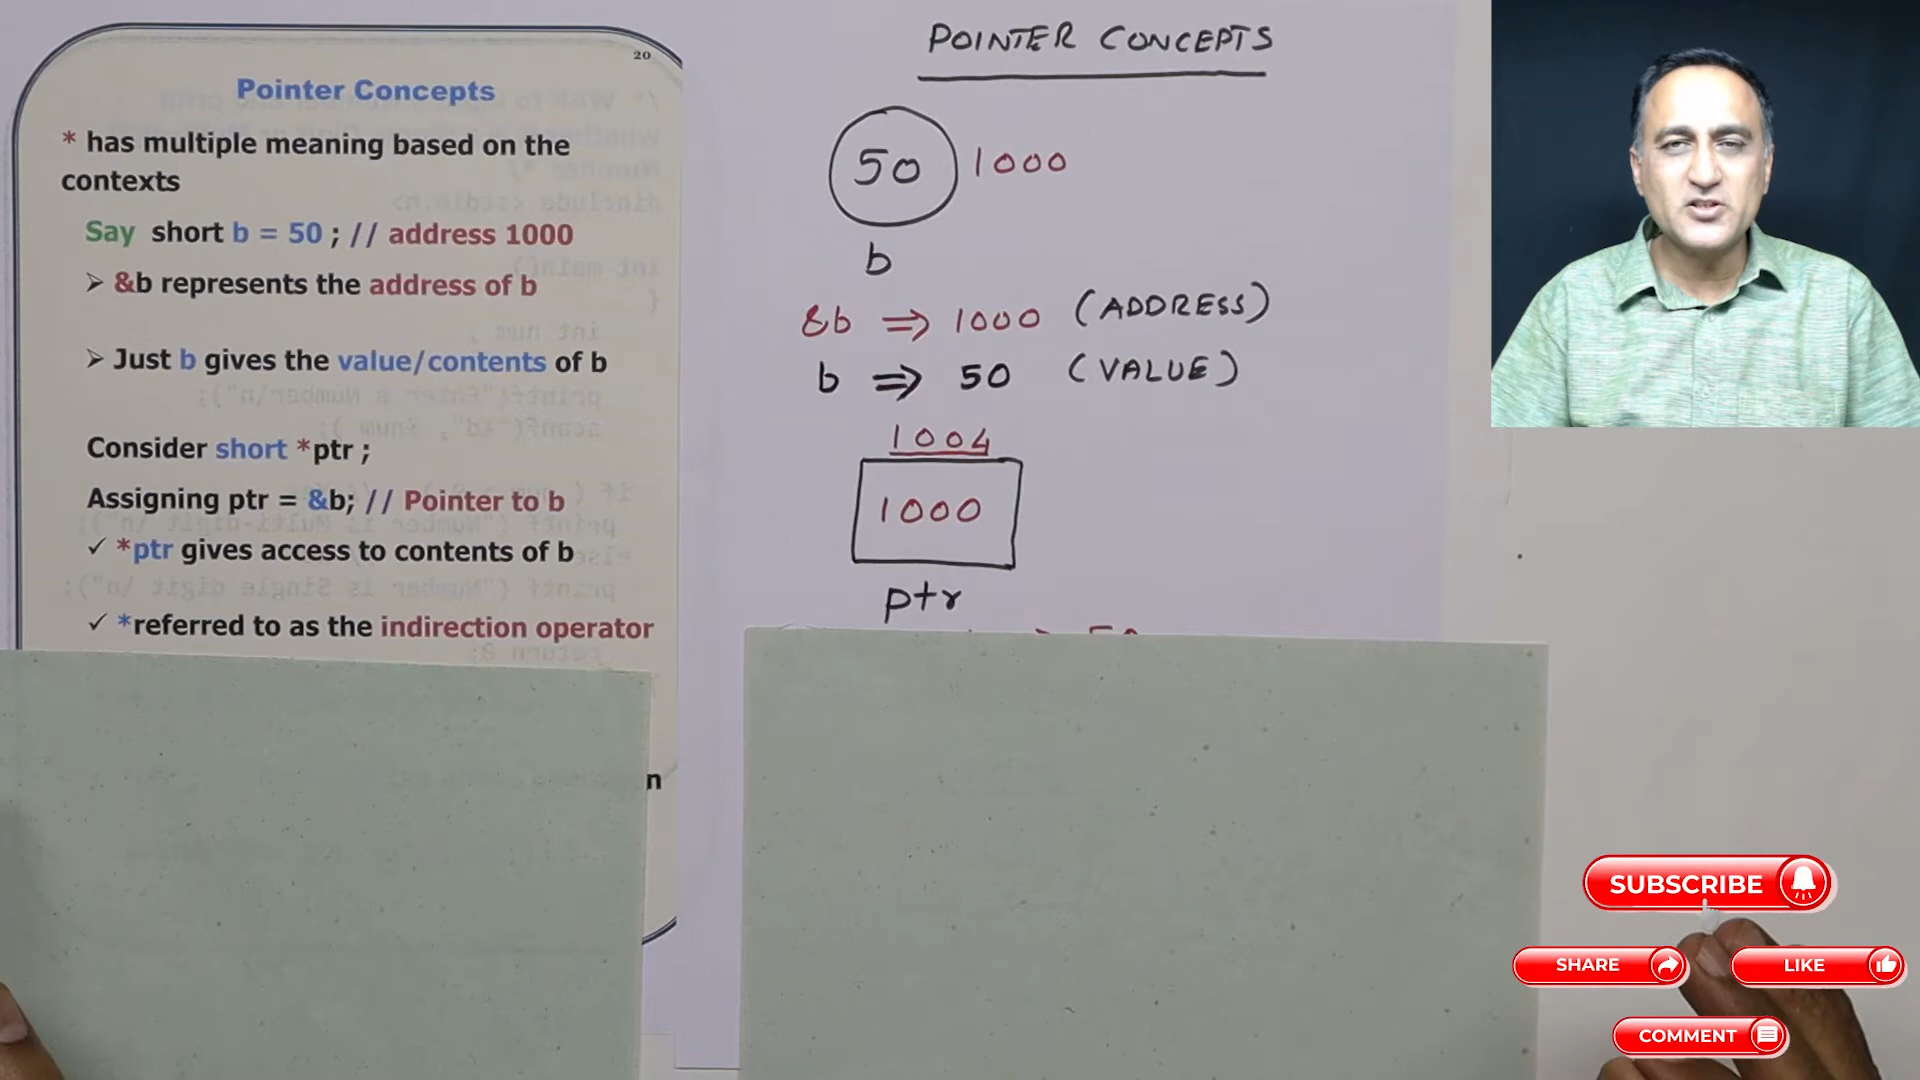 20
Pointer Concepts
* has multiple meaning based on the
contexts
Say short b = 50 ; // address 1000
➢ &b represents the address of b
➢ Just b gives the value/contents of b
Consider short *ptr ;
Assigning ptr = &b; // Pointer to b
✓ *ptr gives access to contents of b
✓ *referred to as the indirection operator
n
POINTER CONCEPTS
50 1000
b
&b ⇒ 1000 (ADDRESS)
b ⇒ 50 (VALUE)
1004
1000
ptr
SUBSCRIBE
SHARE
LIKE
COMMENT